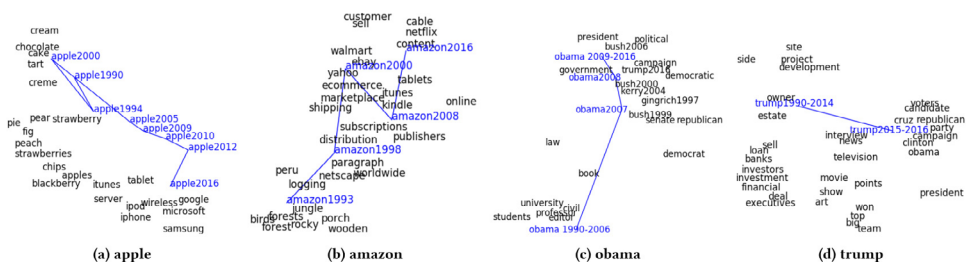 cream
chocolate
cake
apple2000
tart
apple1990
creme
apple1994
pear
strawberry
apple2005
pie
apple2009
fig
apple2010
peach
apple2012
strawberries
chips
apples
blackberry
itunes
tablet
apple2016
server
wireless
google
ipod
microsoft
iphone
samsung
(a) apple
customer
sell
cable
netflix
content
amazon2016
walmart
ebay
amazon2000
yahoo
tablets
ecommerce
itunes
marketplace
online
shipping
kindle
amazon2008
subscriptions
publishers
distribution
amazon1998
paragraph
peru
netscape
worldwide
logging
amazon1993
jungle
birds
forests
porch
forest
rocky
wooden
(b) amazon
president
political
bush2006
obama 2009-2016
campaign
government
trump2016
obama2008
democratic
bush2000
kerry2004
gingrich1997
obama2007
bush1999
senate
republican
law
democrat
book
university
civil
professor
students
editor
obama 1990-2006
(c) obama
site
side
project
development
owner
trump1990-2014
voters
candidate
estate
cruz
republican
trump2015-2016
party
interview
campaign
news
clinton
sell
obama
loan
television
banks
investors
investment
movie
points
financial
show
president
deal
art
executives
won
top
big
team
(d) trump